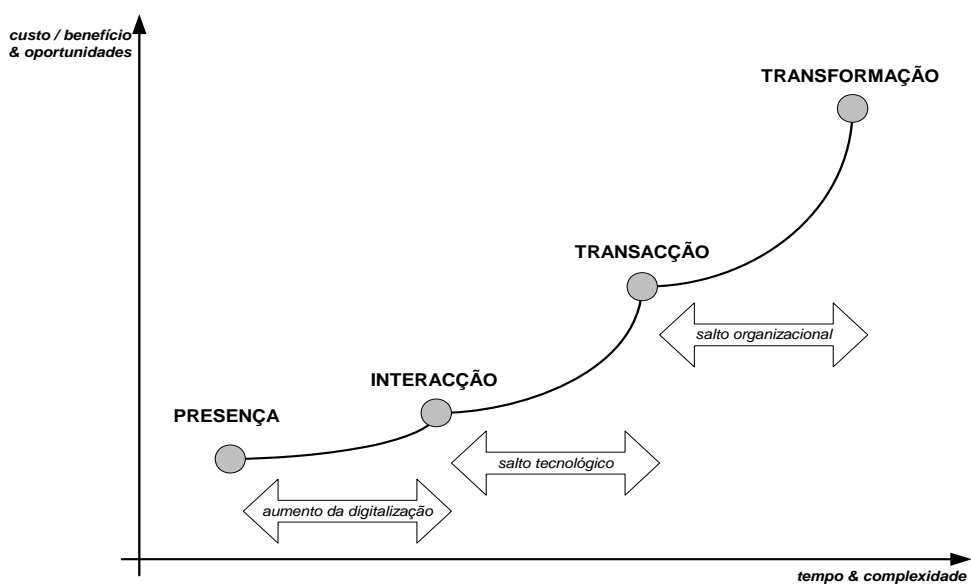 custo / benefício
& oportunidades
TRANSFORMAÇÃO
TRANSACÇÃO
salto organizacional
INTERACÇÃO
PRESENÇA
salto tecnológico
aumento da digitalização
tempo & complexidade